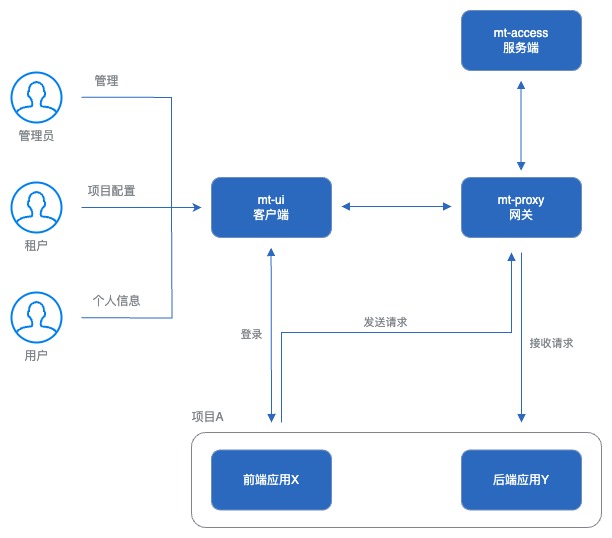 mt-access
服务端
管理
管理员
项目配置
租户
mt-ui
客户端
mt-proxy
网关
个人信息
用户
登录
发送请求
接收请求
项目A
前端应用X
后端应用Y